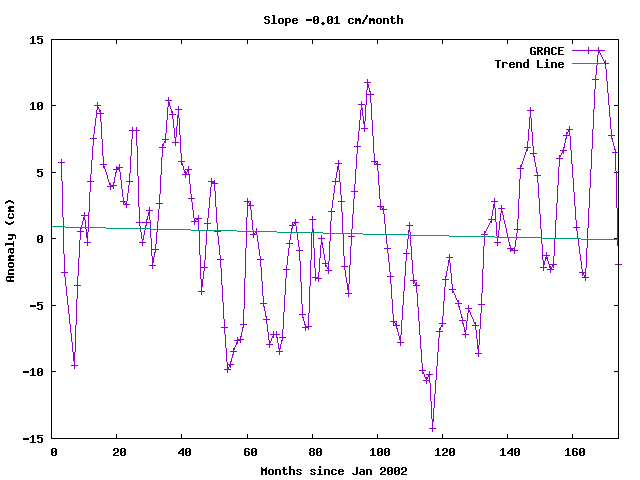 Slope -0.01 cm/month
GRACE
Trend Line
15
10
5
0
-5
-10
-15
Anomaly (cm)
0 20 40 60 80 100 120 140 160
Months since Jan 2002